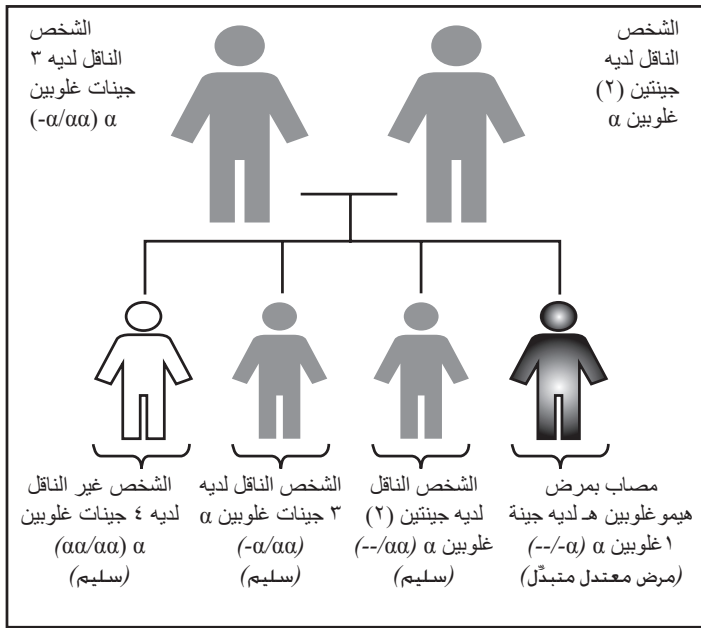 الشخص
الناقل لديه ٣
جينات غلوبين
α (-α/αα)
الشخص
الناقل لديه
جينتين (٢)
غلوبين α
مصاب بمرض
هيموغلوبين هـ لديه جينة
١غلوبين α (--/-α)
(مرض معتدل متبدّل)
الشخص الناقل
لديه جينتين (٢)
غلوبين α (--/αα)
(سليم)
الشخص الناقل لديه
٣ جينات غلوبين α
(-α/αα)
(سليم)
الشخص غير الناقل
لديه ٤ جينات غلوبين
α (αα/αα)
(سليم)